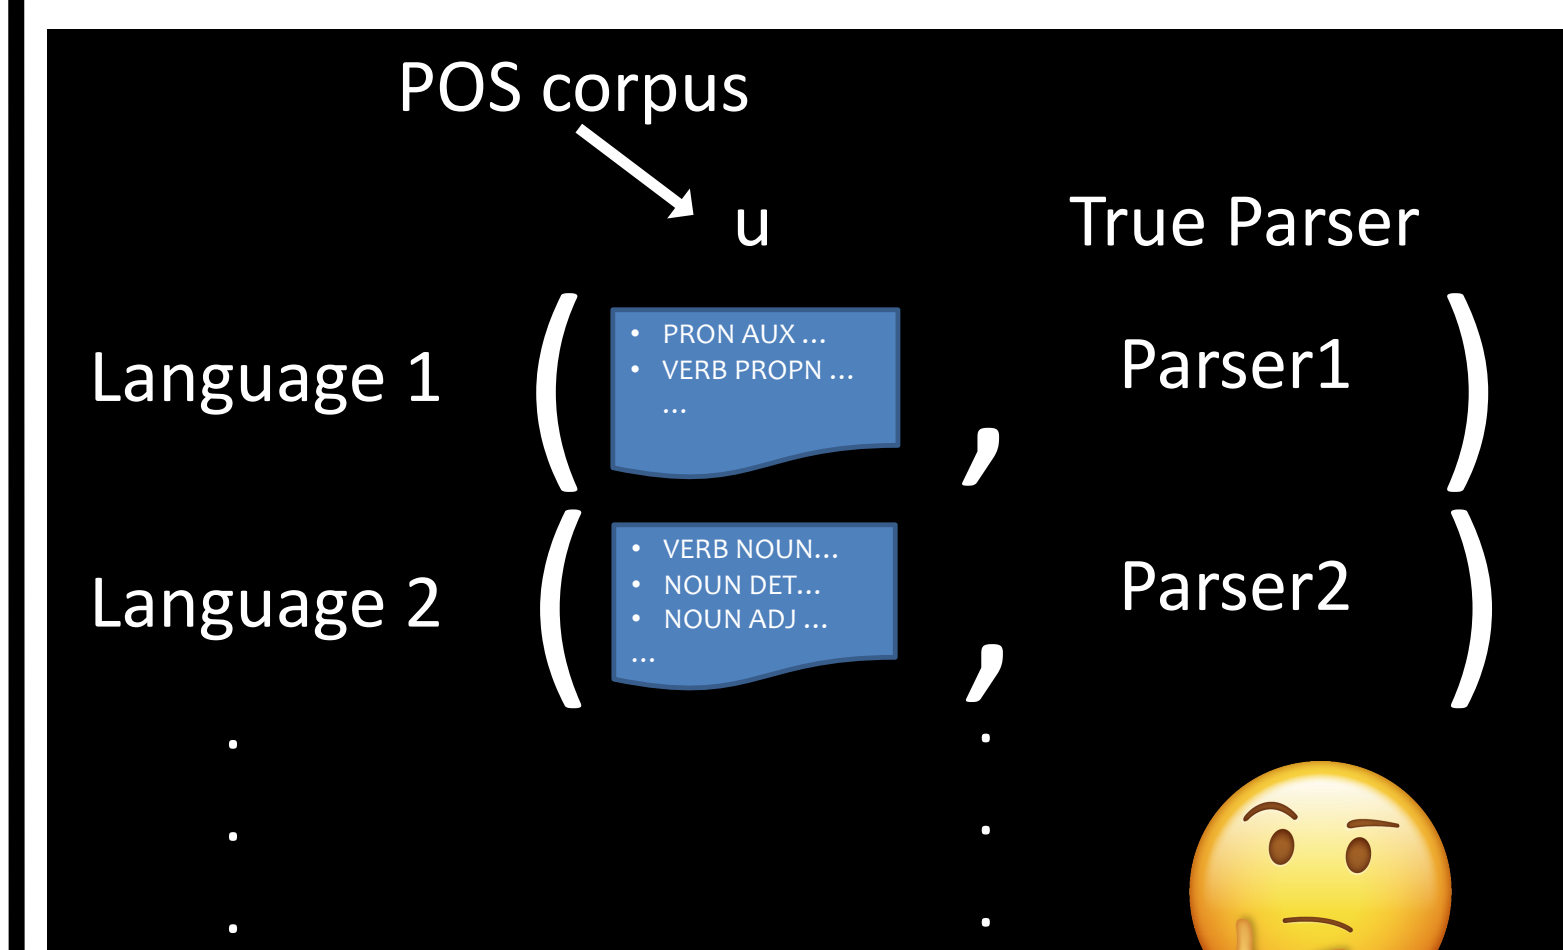 POS corpus
u
True Parser
Language 1
(
• PRON AUX ...
• VERB PROPN ...
...
,
Parser1
)
Language 2
(
• VERB NOUN...
• NOUN DET...
• NOUN ADJ ...
...
,
Parser2
)
. .
. .
. .